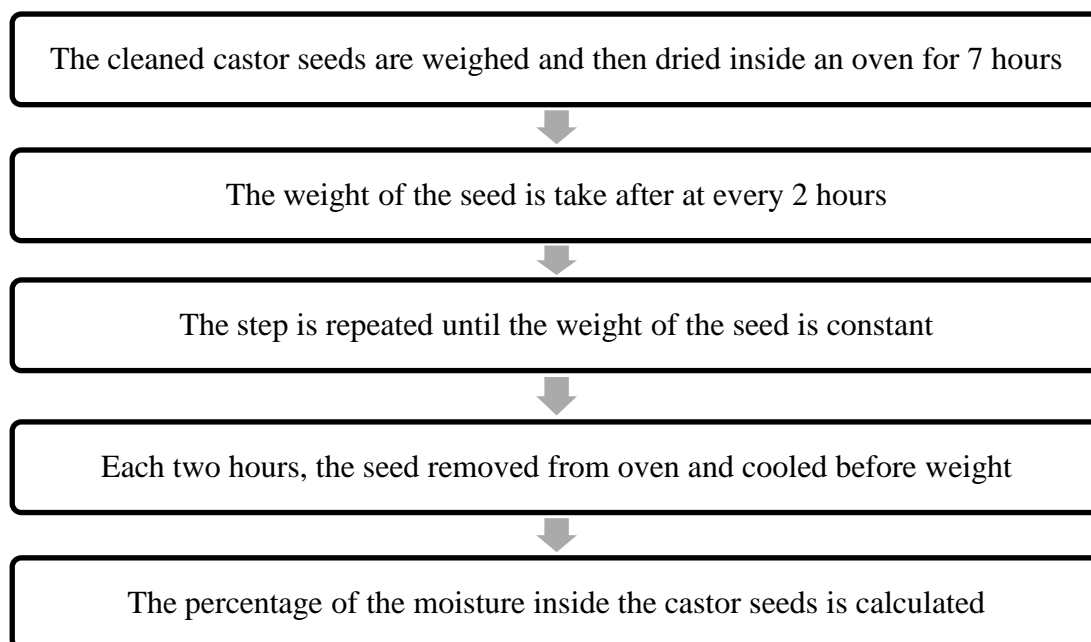 The cleaned castor seeds are weighed and then dried inside an oven for 7 hours
The weight of the seed is take after at every 2 hours
The step is repeated until the weight of the seed is constant
Each two hours, the seed removed from oven and cooled before weight
The percentage of the moisture inside the castor seeds is calculated